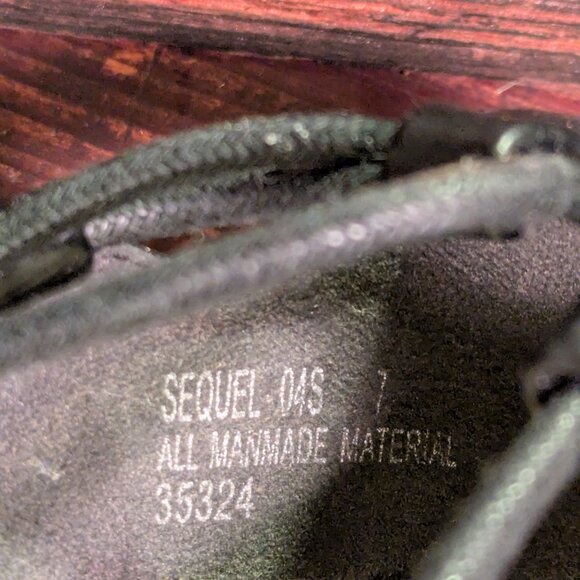 SEQUEL-04S 7
ALL MANMADE MATERIAL
35324